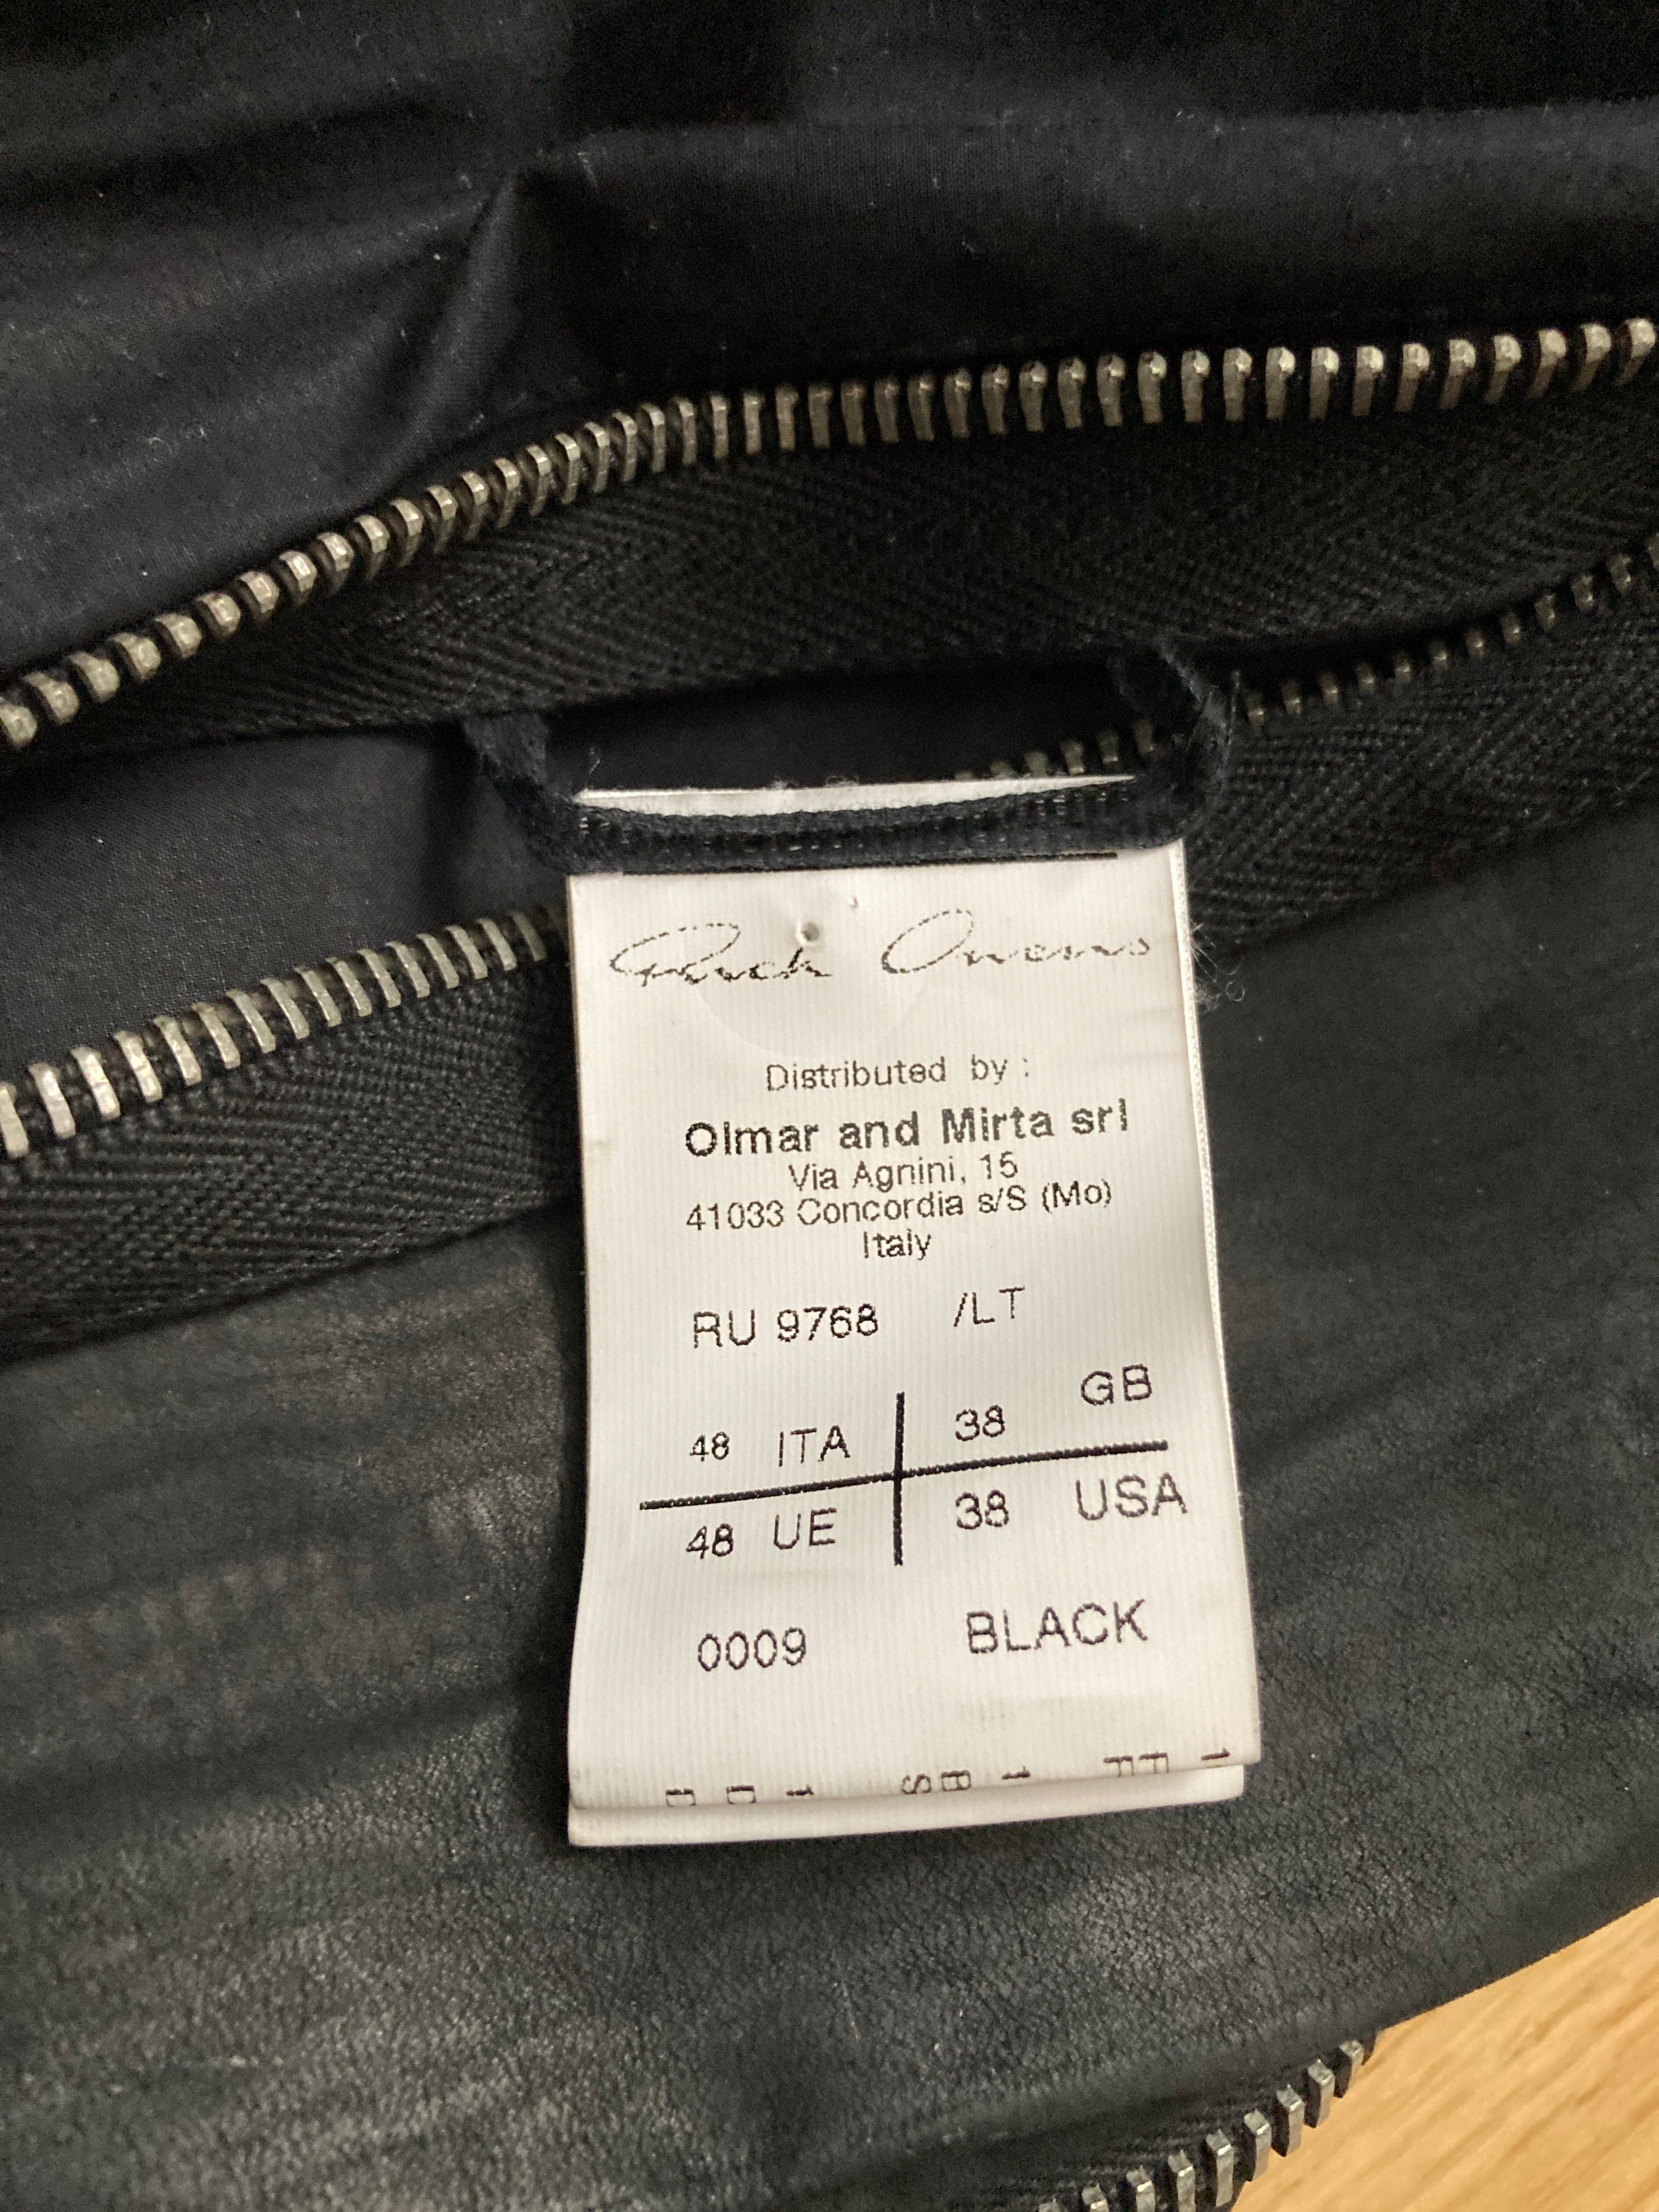 Rick Owens
Distributed by :
Olmar and Mirta srl
Via Agnini, 15
41033 Concordia s/S (Mo)
Italy
RU 9768 /LT
48 ITA 38 GB
48 UE 38 USA
0009 BLACK